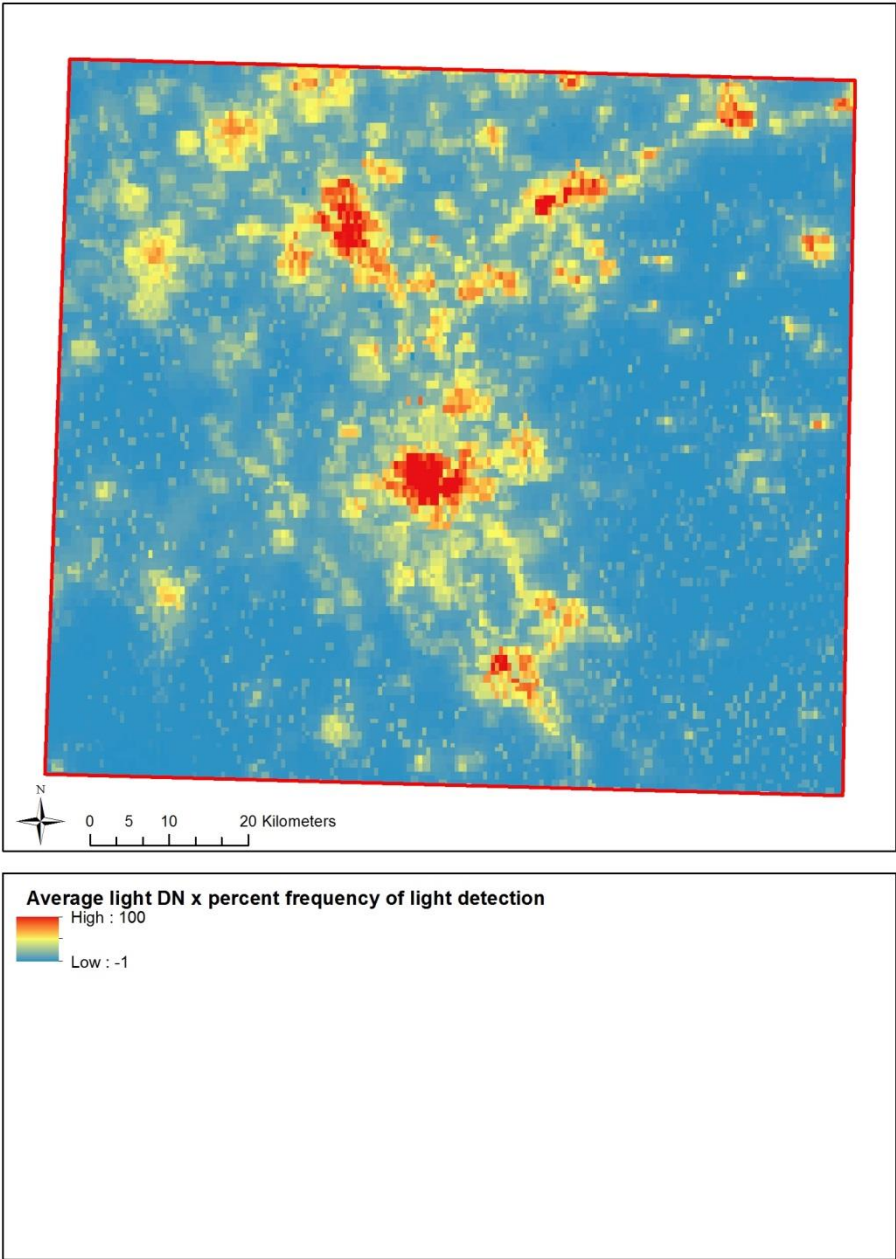 N
0 5 10 20 Kilometers
Average light DN x percent frequency of light detection
High : 100
Low : -1